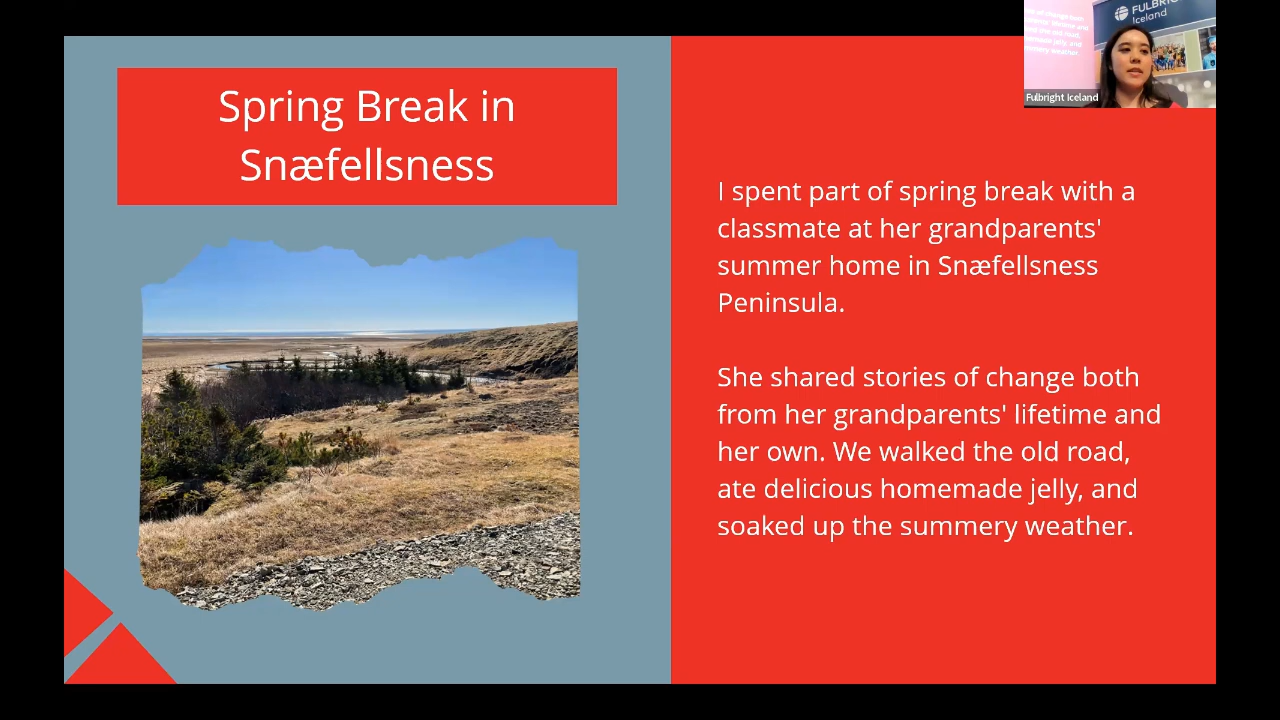 Spring Break in
Snæfellsness
I spent part of spring break with a
classmate at her grandparents'
summer home in Snæfellsness
Peninsula.
She shared stories of change both
from her grandparents' lifetime and
her own. We walked the old road,
ate delicious homemade jelly, and
soaked up the summery weather.
FULBRI
Iceland
Fulbright Iceland